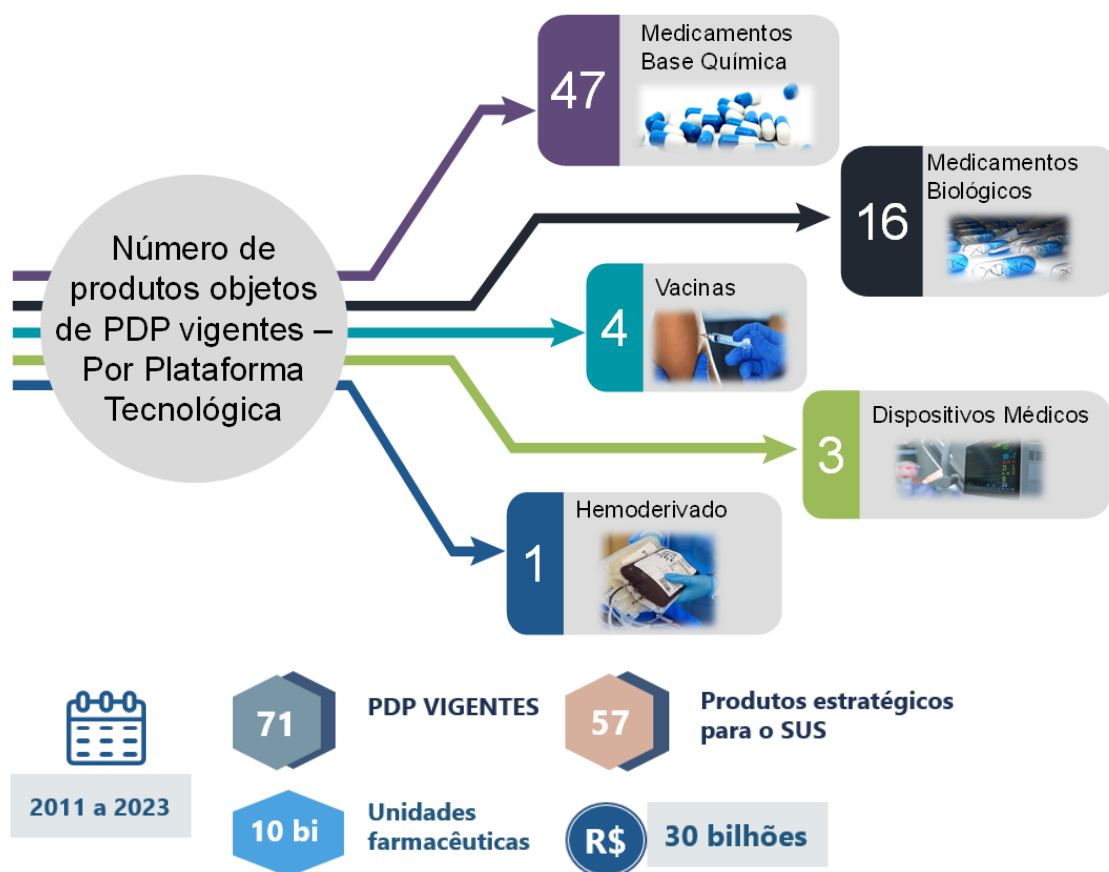 Número de
produtos objetos
de PDP vigentes –
Por Plataforma
Tecnológica
47
Medicamentos
Base Química
16
Medicamentos
Biológicos
4
Vacinas
3
Dispositivos Médicos
1
Hemoderivado
2011 a 2023
71
PDP VIGENTES
57
Produtos estratégicos
para o SUS
10 bi
Unidades
farmacêuticas
R$
30 bilhões